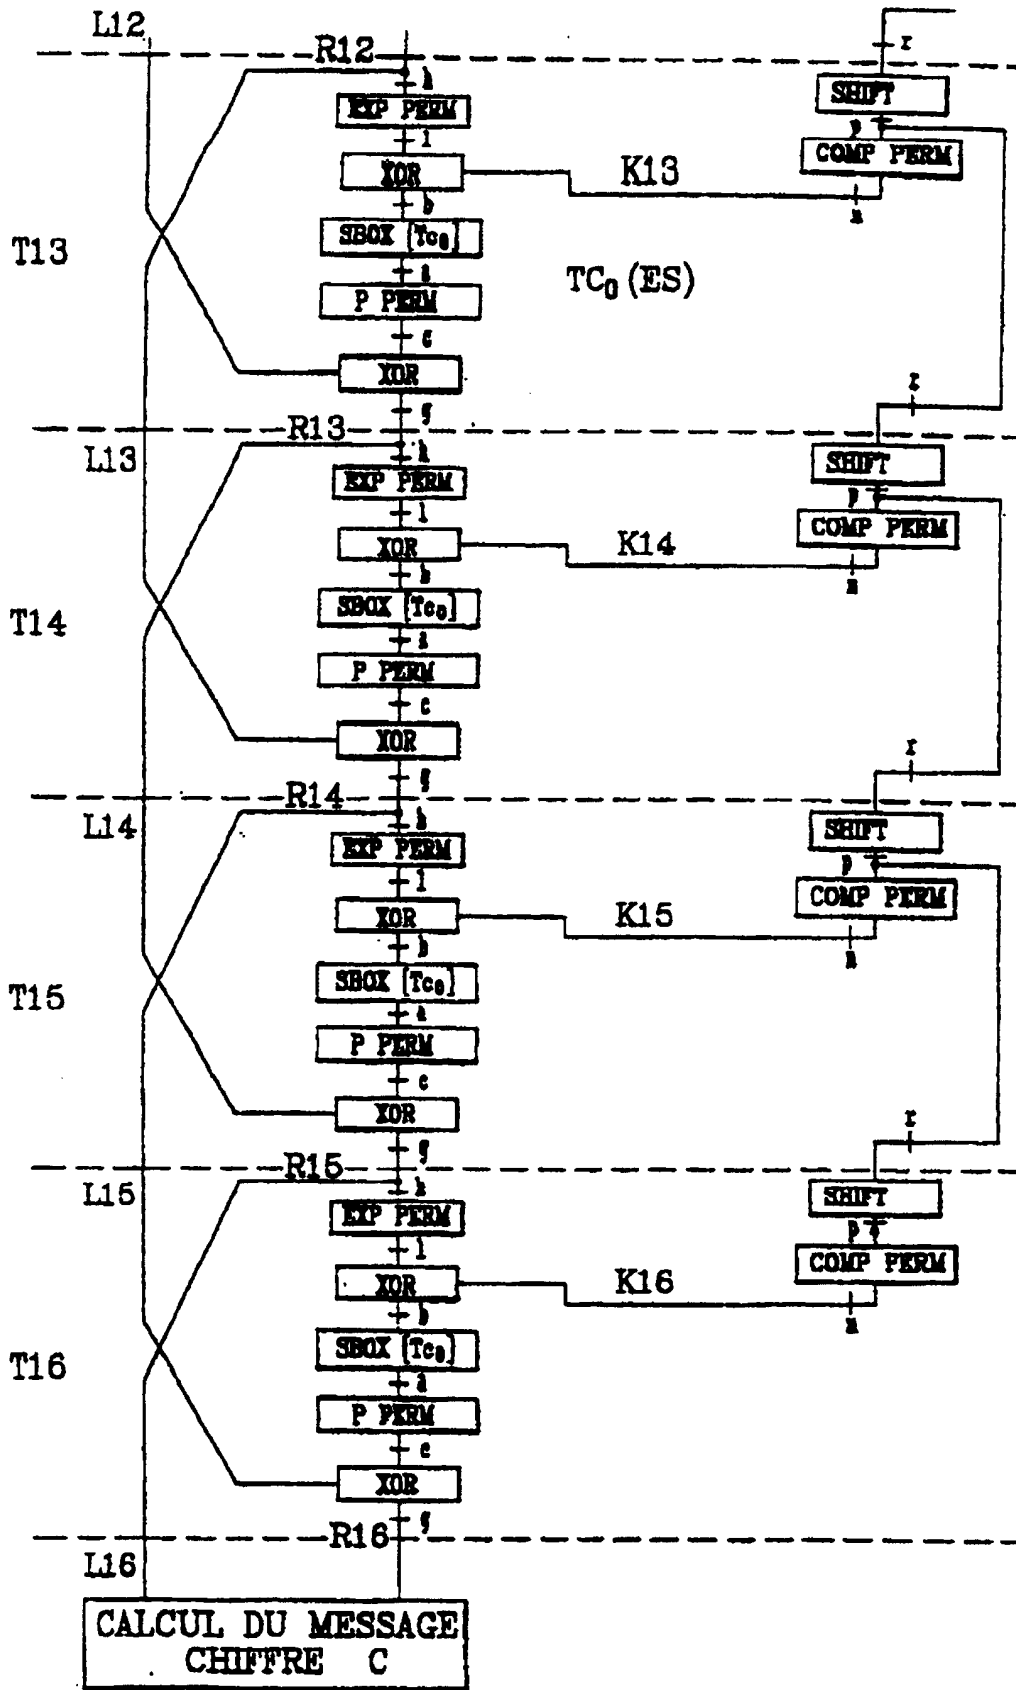 L12
R12
r
k
EXP PERM
SHIFT
p
l
COMP PERM
XOR
K13
n
b
SBOX [Tc0]
T13
a
TC0 (ES)
P PERM
c
XOR
r
g
R13
L13
k
SHIFT
EXP PERM
p
l
COMP PERM
XOR
K14
n
b
SBOX [Tc0]
T14
a
P PERM
c
XOR
r
g
R14
L14
k
SHIFT
EXP PERM
p
l
COMP PERM
XOR
K15
n
b
SBOX [Tc0]
T15
a
P PERM
c
XOR
r
g
R15
L15
k
SHIFT
EXP PERM
p
l
COMP PERM
XOR
K16
n
b
SBOX [Tc0]
T16
a
P PERM
c
XOR
g
R16
L16
CALCUL DU MESSAGE
CHIFFRE C